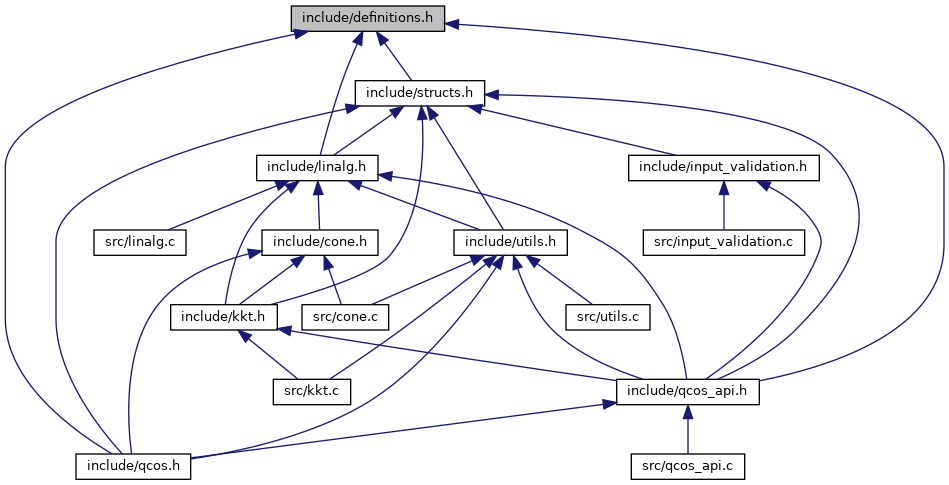 include/definitions.h
include/structs.h
include/linalg.h
include/input_validation.h
src/linalg.c
include/cone.h
include/utils.h
src/input_validation.c
include/kkt.h
src/cone.c
src/utils.c
src/kkt.c
include/qcos_api.h
include/qcos.h
src/qcos_api.c